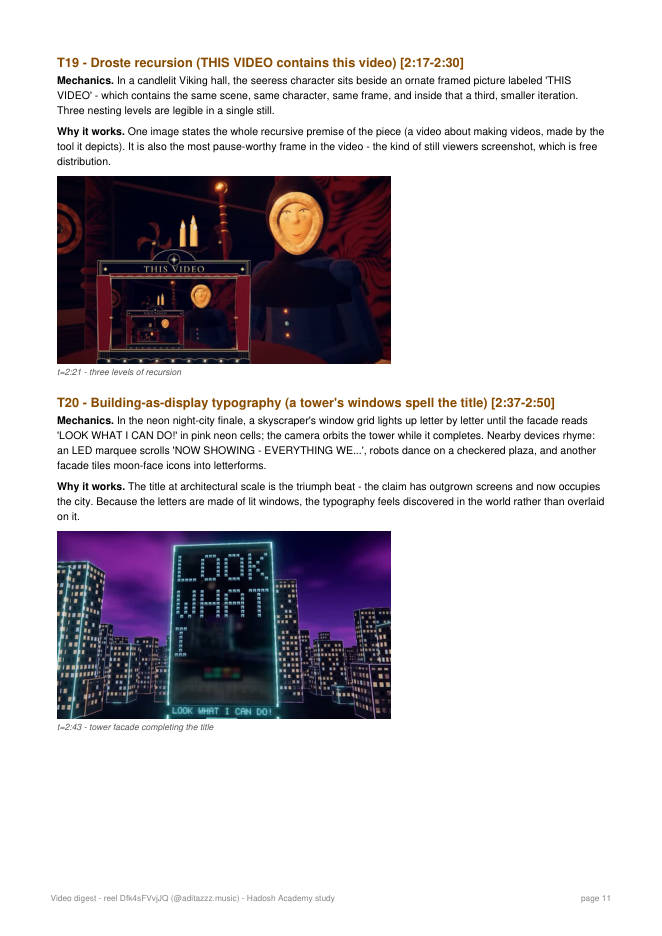 T19 - Droste recursion (THIS VIDEO contains this video) [2:17-2:30]
Mechanics. In a candlelit Viking hall, the seeress character sits beside an ornate framed picture labeled 'THIS
VIDEO' - which contains the same scene, same character, same frame, and inside that a third, smaller iteration.
Three nesting levels are legible in a single still.
Why it works. One image states the whole recursive premise of the piece (a video about making videos, made by the
tool it depicts). It is also the most pause-worthy frame in the video - the kind of still viewers screenshot, which is free
distribution.
THIS VIDEO
t=2:21 - three levels of recursion
T20 - Building-as-display typography (a tower's windows spell the title) [2:37-2:50]
Mechanics. In the neon night-city finale, a skyscraper's window grid lights up letter by letter until the facade reads
'LOOK WHAT I CAN DO!' in pink neon cells; the camera orbits the tower while it completes. Nearby devices rhyme:
an LED marquee scrolls 'NOW SHOWING - EVERYTHING WE...', robots dance on a checkered plaza, and another
facade tiles moon-face icons into letterforms.
Why it works. The title at architectural scale is the triumph beat - the claim has outgrown screens and now occupies
the city. Because the letters are made of lit windows, the typography feels discovered in the world rather than overlaid
on it.
LOOK
WHAT
LOOK WHAT I CAN DO!
t=2:43 - tower facade completing the title
Video digest - reel Dfk4sFVvjJQ (@aditazzz.music) - Hadosh Academy study
page 11